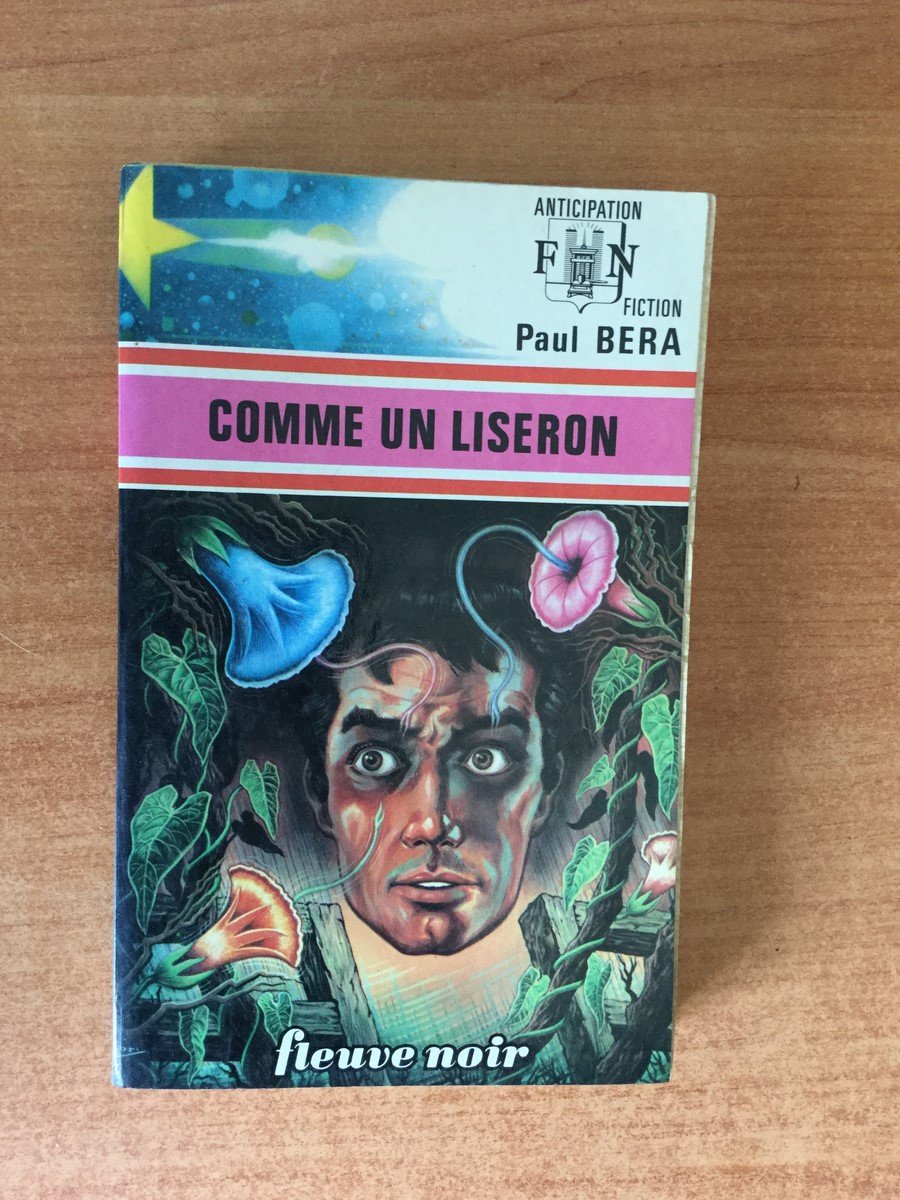 ANTICIPATION
F N
FICTION
Paul BERA
COMME UN LISERON
fleuve noir